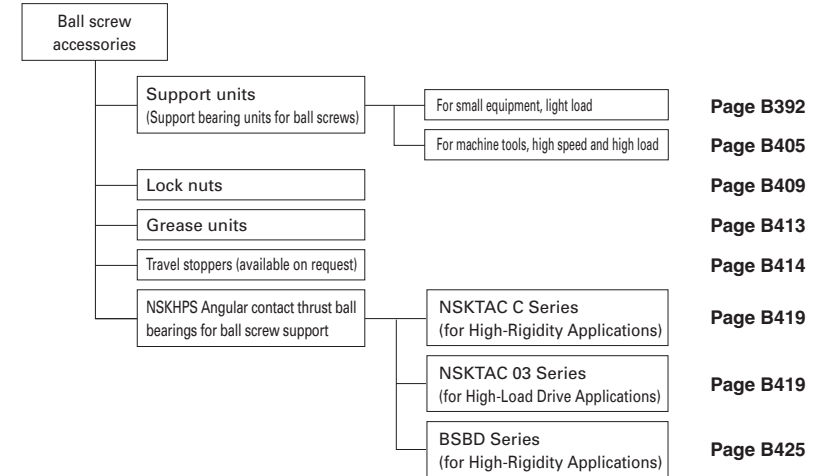 Ball screw
accessories
Support units
(Support bearing units for ball screws)
For small equipment, light load
Page B392
For machine tools, high speed and high load
Page B405
Lock nuts
Page B409
Grease units
Page B413
Travel stoppers (available on request)
Page B414
NSKHPS Angular contact thrust ball
bearings for ball screw support
NSKTAC C Series
(for High-Rigidity Applications)
Page B419
NSKTAC 03 Series
(for High-Load Drive Applications)
Page B419
BSBD Series
(for High-Rigidity Applications)
Page B425